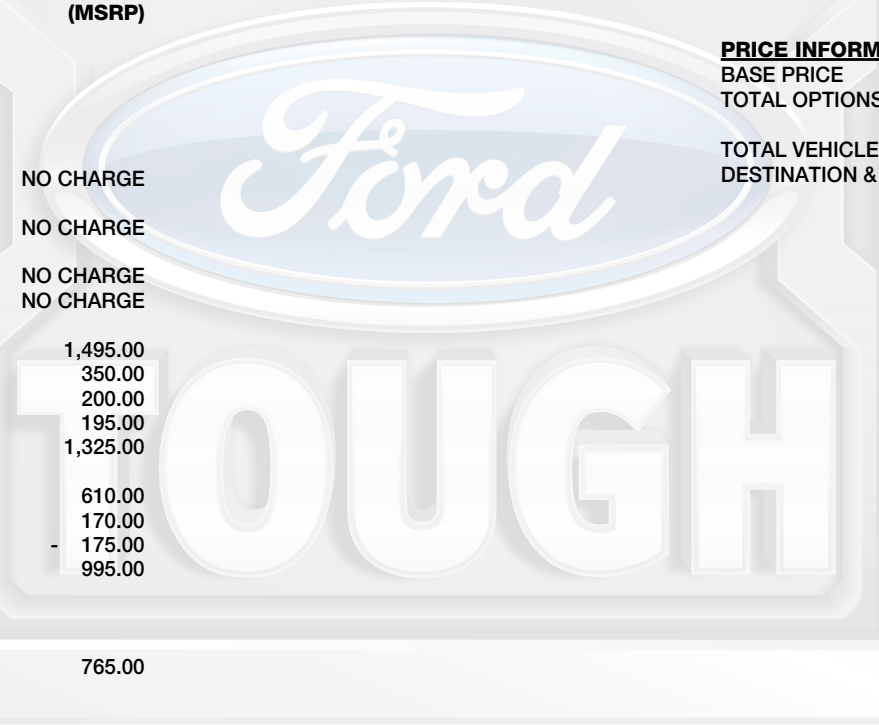 (MSRP)
NO CHARGE
NO CHARGE
NO CHARGE
NO CHARGE
1,495.00
350.00
200.00
195.00
1,325.00
610.00
170.00
- 175.00
995.00
765.00
PRICE INFORM
BASE PRICE
TOTAL OPTIONS
TOTAL VEHICLE
DESTINATION &
Ford
TOUGH